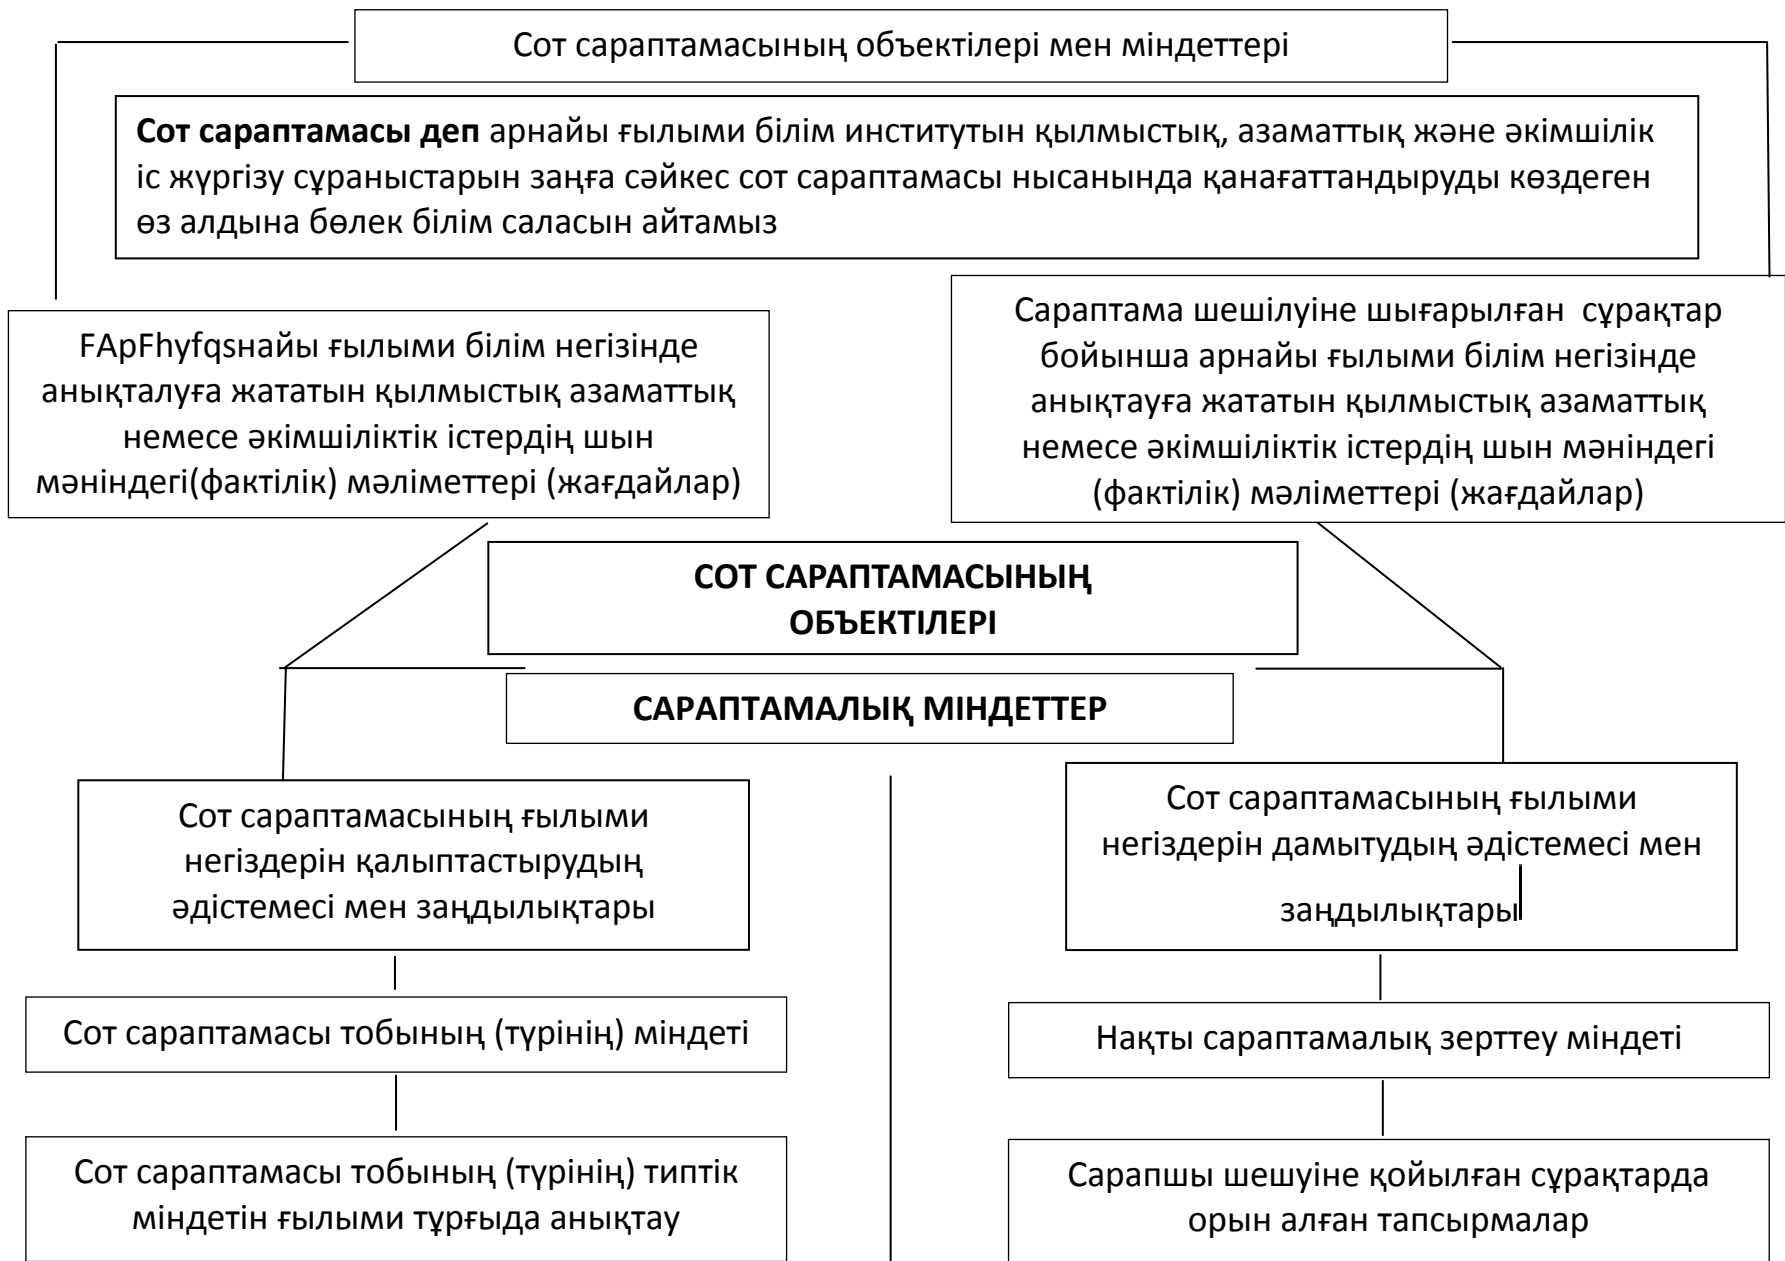 Сот сараптамасының объектілері мен міндеттері
Сот сараптамасы деп арнайы ғылыми білім институтын қылмыстық, азаматтық және әкімшілік
іс жүргізу сұраныстарын заңға сәйкес сот сараптамасы нысанында қанағаттандыруды көздеген
өз алдына бөлек білім саласын айтамыз
FApFhyfqsнайы ғылыми білім негізінде
анықталуға жататын қылмыстық азаматтық
немесе әкімшіліктік істердің шын
мәніндегі(фактілік) мәліметтері (жағдайлар)
Сараптама шешілуіне шығарылған сұрақтар
бойынша арнайы ғылыми білім негізінде
анықтауға жататын қылмыстық азаматтық
немесе әкімшіліктік істердің шын мәніндегі
(фактілік) мәліметтері (жағдайлар)
СОТ САРАПТАМАСЫНЫҢ
ОБЪЕКТІЛЕРІ
САРАПТАМАЛЫҚ МІНДЕТТЕР
Сот сараптамасының ғылыми
негіздерін қалыптастырудың
әдістемесі мен заңдылықтары
Сот сараптамасының ғылыми
негіздерін дамытудың әдістемесі мен
заңдылықтары
Сот сараптамасы тобының (түрінің) міндеті
Нақты сараптамалық зерттеу міндеті
Сот сараптамасы тобының (түрінің) типтік
міндетін ғылыми тұрғыда анықтау
Сарапшы шешуіне қойылған сұрақтарда
орын алған тапсырмалар